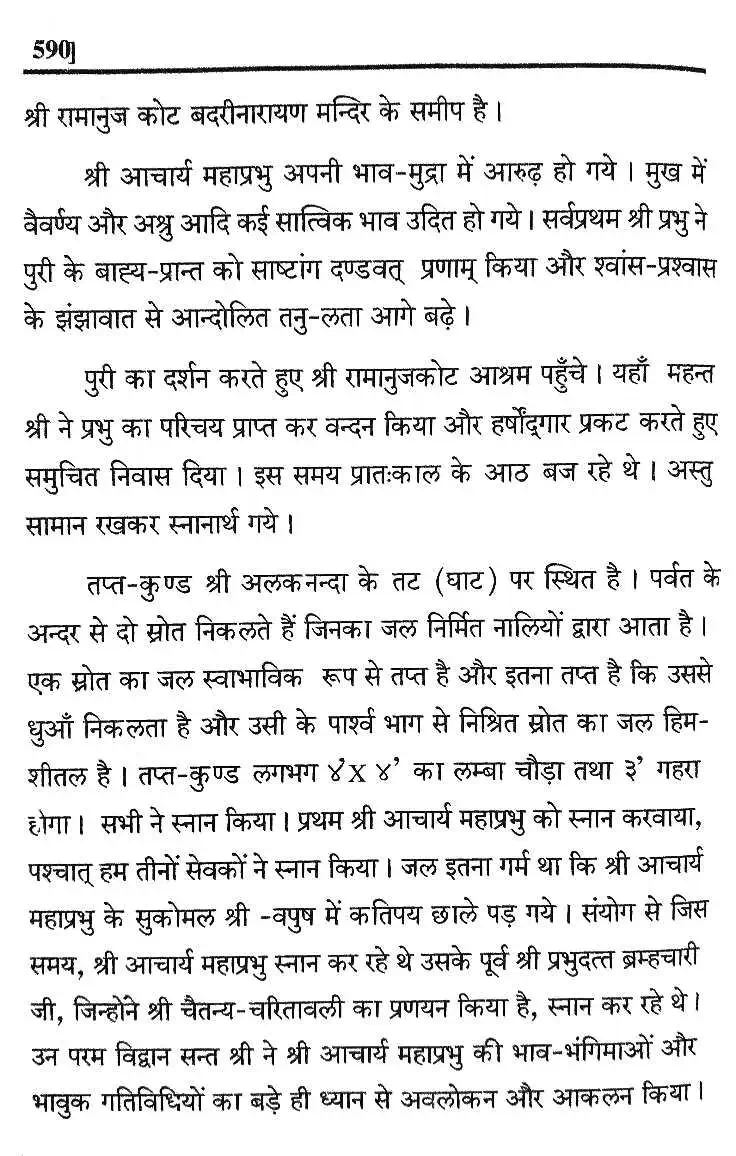 590]
श्री रामानुज कोट बदरीनारायण मन्दिर के समीप है ।
श्री आचार्य महाप्रभु अपनी भाव-मुद्रा में आरुढ़ हो गये । मुख में
वैवर्ण्य और अश्रु आदि कई सात्विक भाव उदित हो गये । सर्वप्रथम श्री प्रभु ने
पुरी के बाह्य-प्रान्त को साष्टांग दण्डवत् प्रणाम् किया और श्वांस-प्रश्वास
के झंझावात से आन्दोलित तनु-लता आगे बढ़े ।
पुरी का दर्शन करते हुए श्री रामानुजकोट आश्रम पहुँचे । यहाँ महन्त
श्री ने प्रभु का परिचय प्राप्त कर वन्दन किया और हर्षोद्गार प्रकट करते हुए
समुचित निवास दिया । इस समय प्रातःकाल के आठ बज रहे थे । अस्तु
सामान रखकर स्नानार्थ गये ।
तप्त-कुण्ड श्री अलकनन्दा के तट (घाट) पर स्थित है । पर्वत के
अन्दर से दो स्रोत निकलते हैं जिनका जल निर्मित नालियों द्वारा आता है ।
एक स्रोत का जल स्वाभाविक रूप से तप्त है और इतना तप्त है कि उससे
धुआँ निकलता है और उसी के पार्श्व भाग से निश्रित स्रोत का जल हिम-
शीतल है । तप्त-कुण्ड लगभग ४'X ४' का लम्बा चौड़ा तथा ३' गहरा
होगा । सभी ने स्नान किया । प्रथम श्री आचार्य महाप्रभु को स्नान करवाया,
पश्चात् हम तीनों सेवकों ने स्नान किया । जल इतना गर्म था कि श्री आचार्य
महाप्रभु के सुकोमल श्री -वपुष में कतिपय छाले पड़ गये । संयोग से जिस
समय, श्री आचार्य महाप्रभु स्नान कर रहे थे उसके पूर्व श्री प्रभुदत्त ब्रम्हचारी
जी, जिन्होंने श्री चैतन्य-चरितावली का प्रणयन किया है, स्नान कर रहे थे ।
उन परम विद्वान सन्त श्री ने श्री आचार्य महाप्रभु की भाव-भंगिमाओं और
भावुक गतिविधियों का बड़े ही ध्यान से अवलोकन और आकलन किया ।